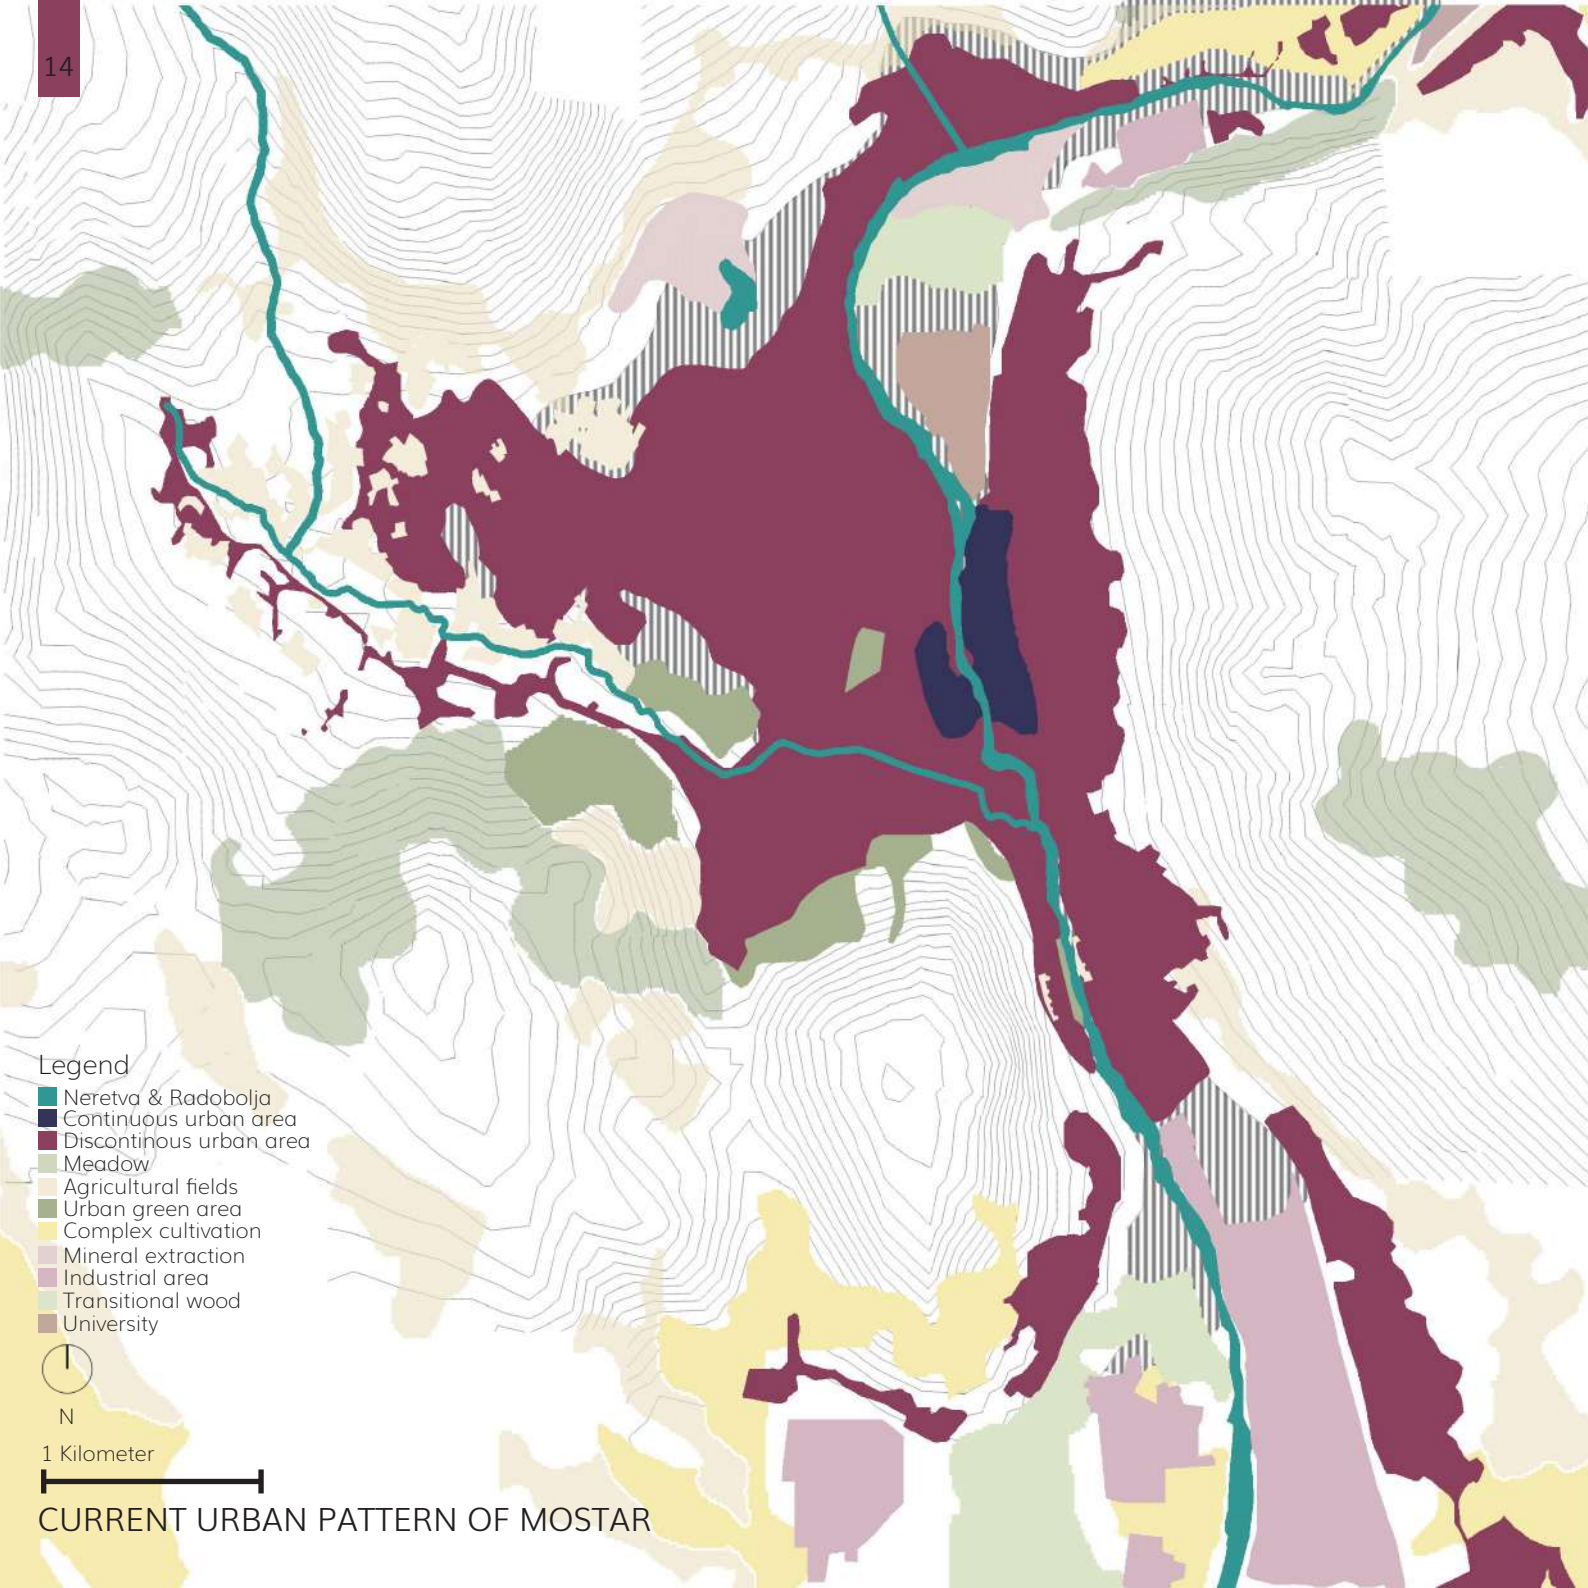 14
Legend
Neretva & Radobolja
Continuous urban area
Discontinous urban area
Meadow
Agricultural fields
Urban green area
Complex cultivation
Mineral extraction
Industrial area
Transitional wood
University
N
1 Kilometer
CURRENT URBAN PATTERN OF MOSTAR